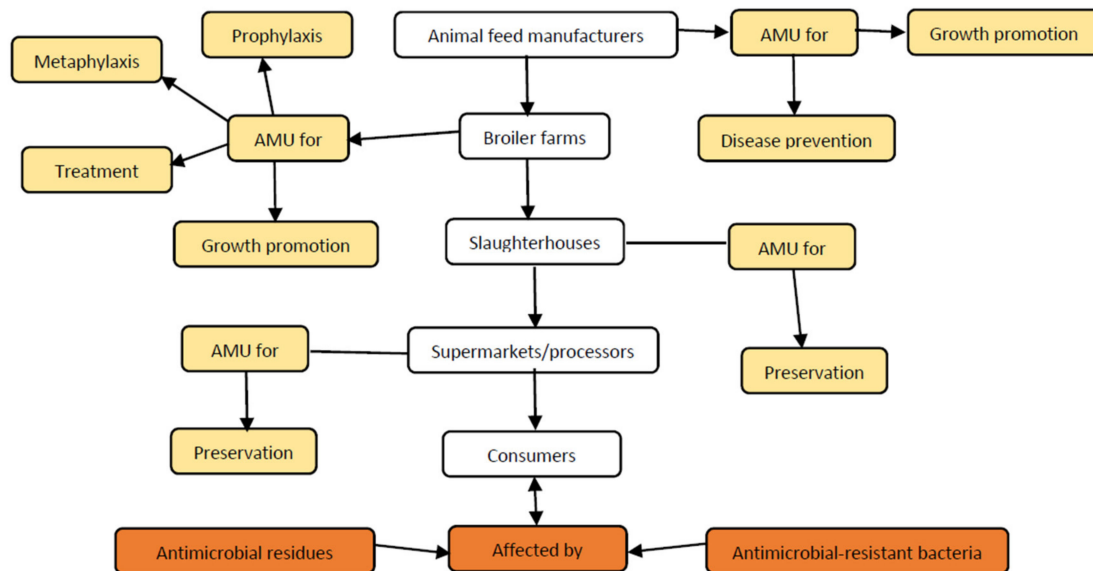 Prophylaxis
Animal feed manufacturers
AMU for
Growth promotion
Metaphylaxis
AMU for
Broiler farms
Disease prevention
Treatment
Growth promotion
Slaughterhouses
AMU for
AMU for
Supermarkets/processors
Preservation
Preservation
Consumers
Antimicrobial residues
Affected by
Antimicrobial-resistant bacteria